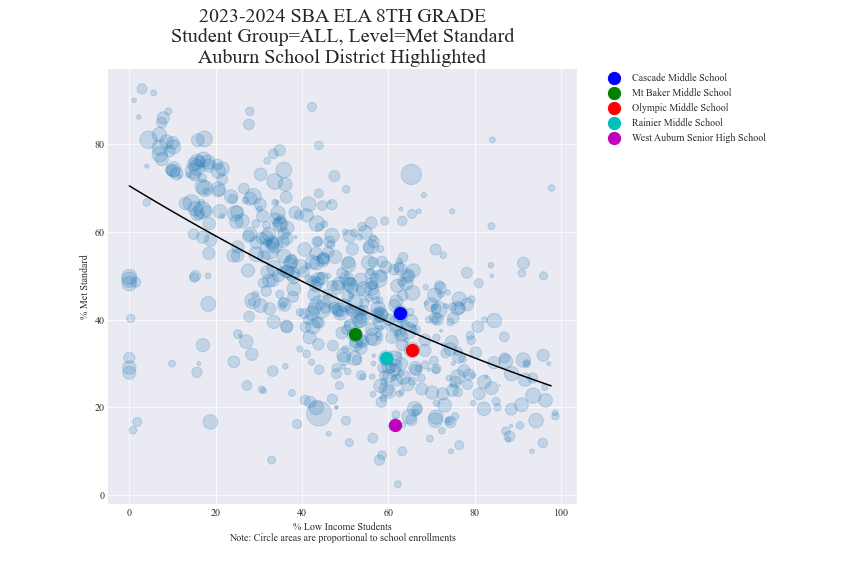 2023-2024 SBA ELA 8TH GRADE
Student Group=ALL, Level=Met Standard
Auburn School District Highlighted
Cascade Middle School
Mt Baker Middle School
Olympic Middle School
Rainier Middle School
West Auburn Senior High School
% Met Standard
80
60
40
20
0
0 20 40 60 80 100
% Low Income Students
Note: Circle areas are proportional to school enrollments